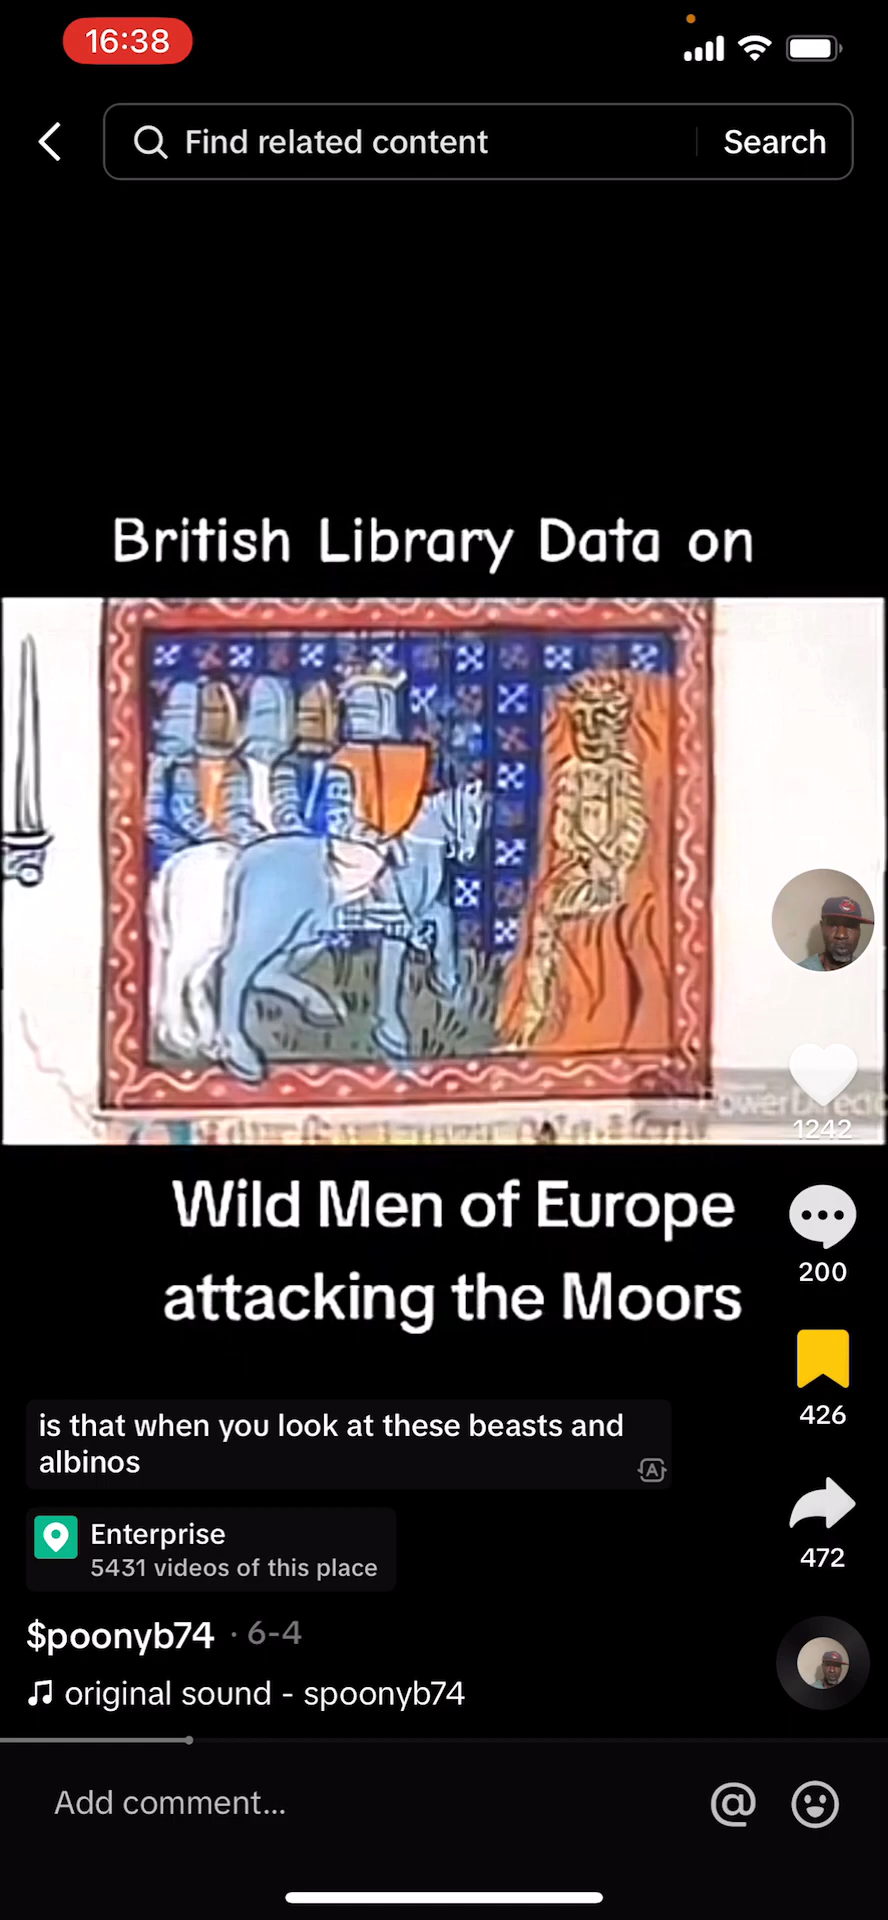 16:38
Find related content
Search
British Library Data on
1242
Wild Men of Europe
attacking the Moors
200
426
is that when you look at these beasts and
albinos
Enterprise
5431 videos of this place
472
$poonyb74 · 6-4
original sound - spoonyb74
Add comment...